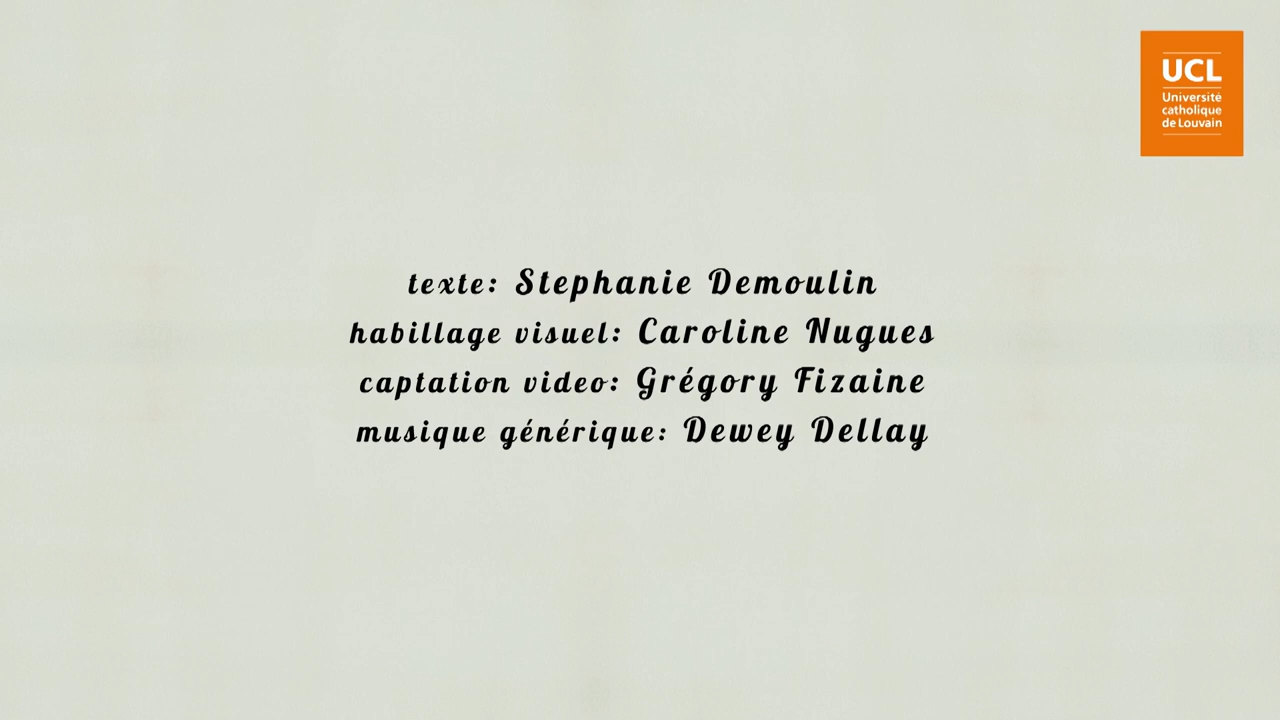 UCL
Université
catholique
de Louvain
texte: Stephanie Demoulin
habillage visuel: Caroline Nugues
captation video: Grégory Fizaine
musique générique: Dewey Dellay